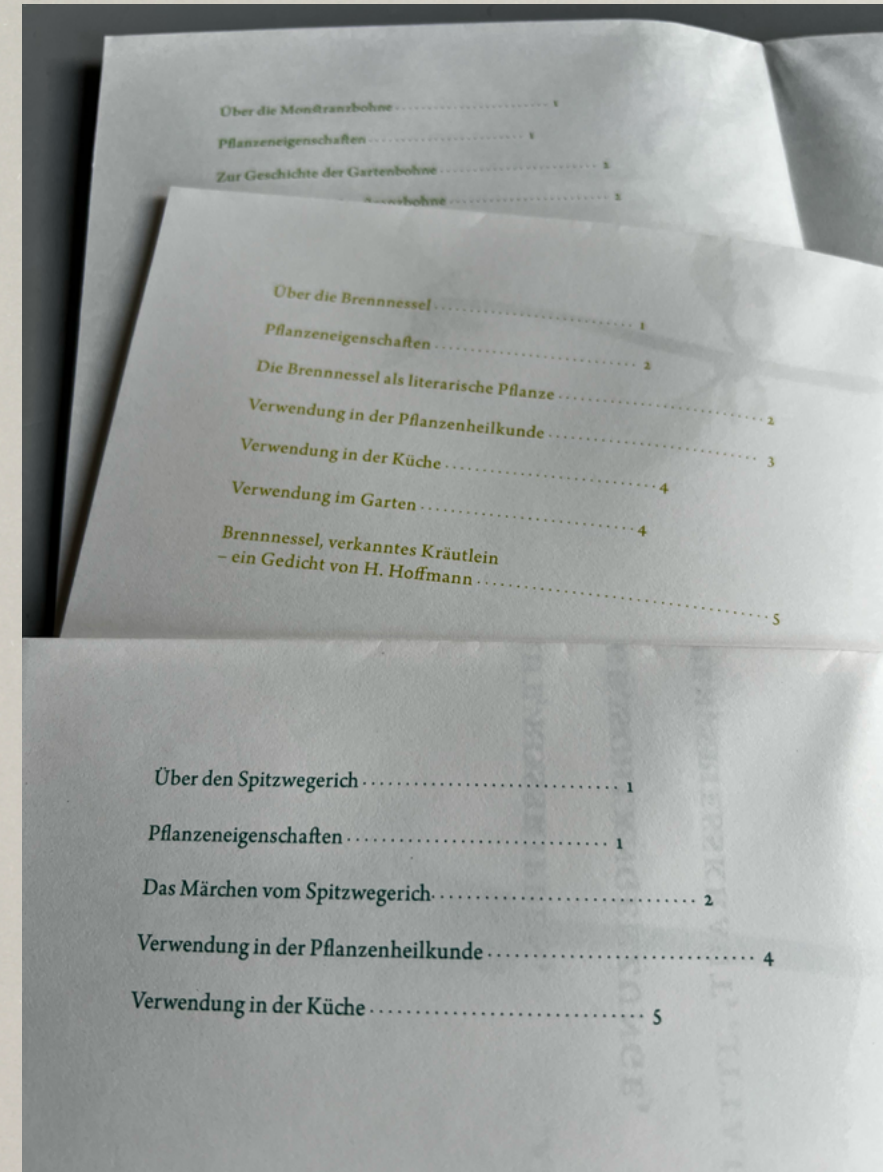 Über die Monstranzbohne 1
Pflanzeneigenschaften 1
Zur Geschichte der Gartenbohne 2
2
Über die Brennnessel 1
Pflanzeneigenschaften 2
Die Brennnessel als literarische Pflanze 2
Verwendung in der Pflanzenheilkunde 3
Verwendung in der Küche 4
Verwendung im Garten 4
Brennnessel, verkanntes Kräutlein
– ein Gedicht von H. Hoffmann 5
Über den Spitzwegerich 1
Pflanzeneigenschaften 1
Das Märchen vom Spitzwegerich 2
Verwendung in der Pflanzenheilkunde 4
Verwendung in der Küche 5